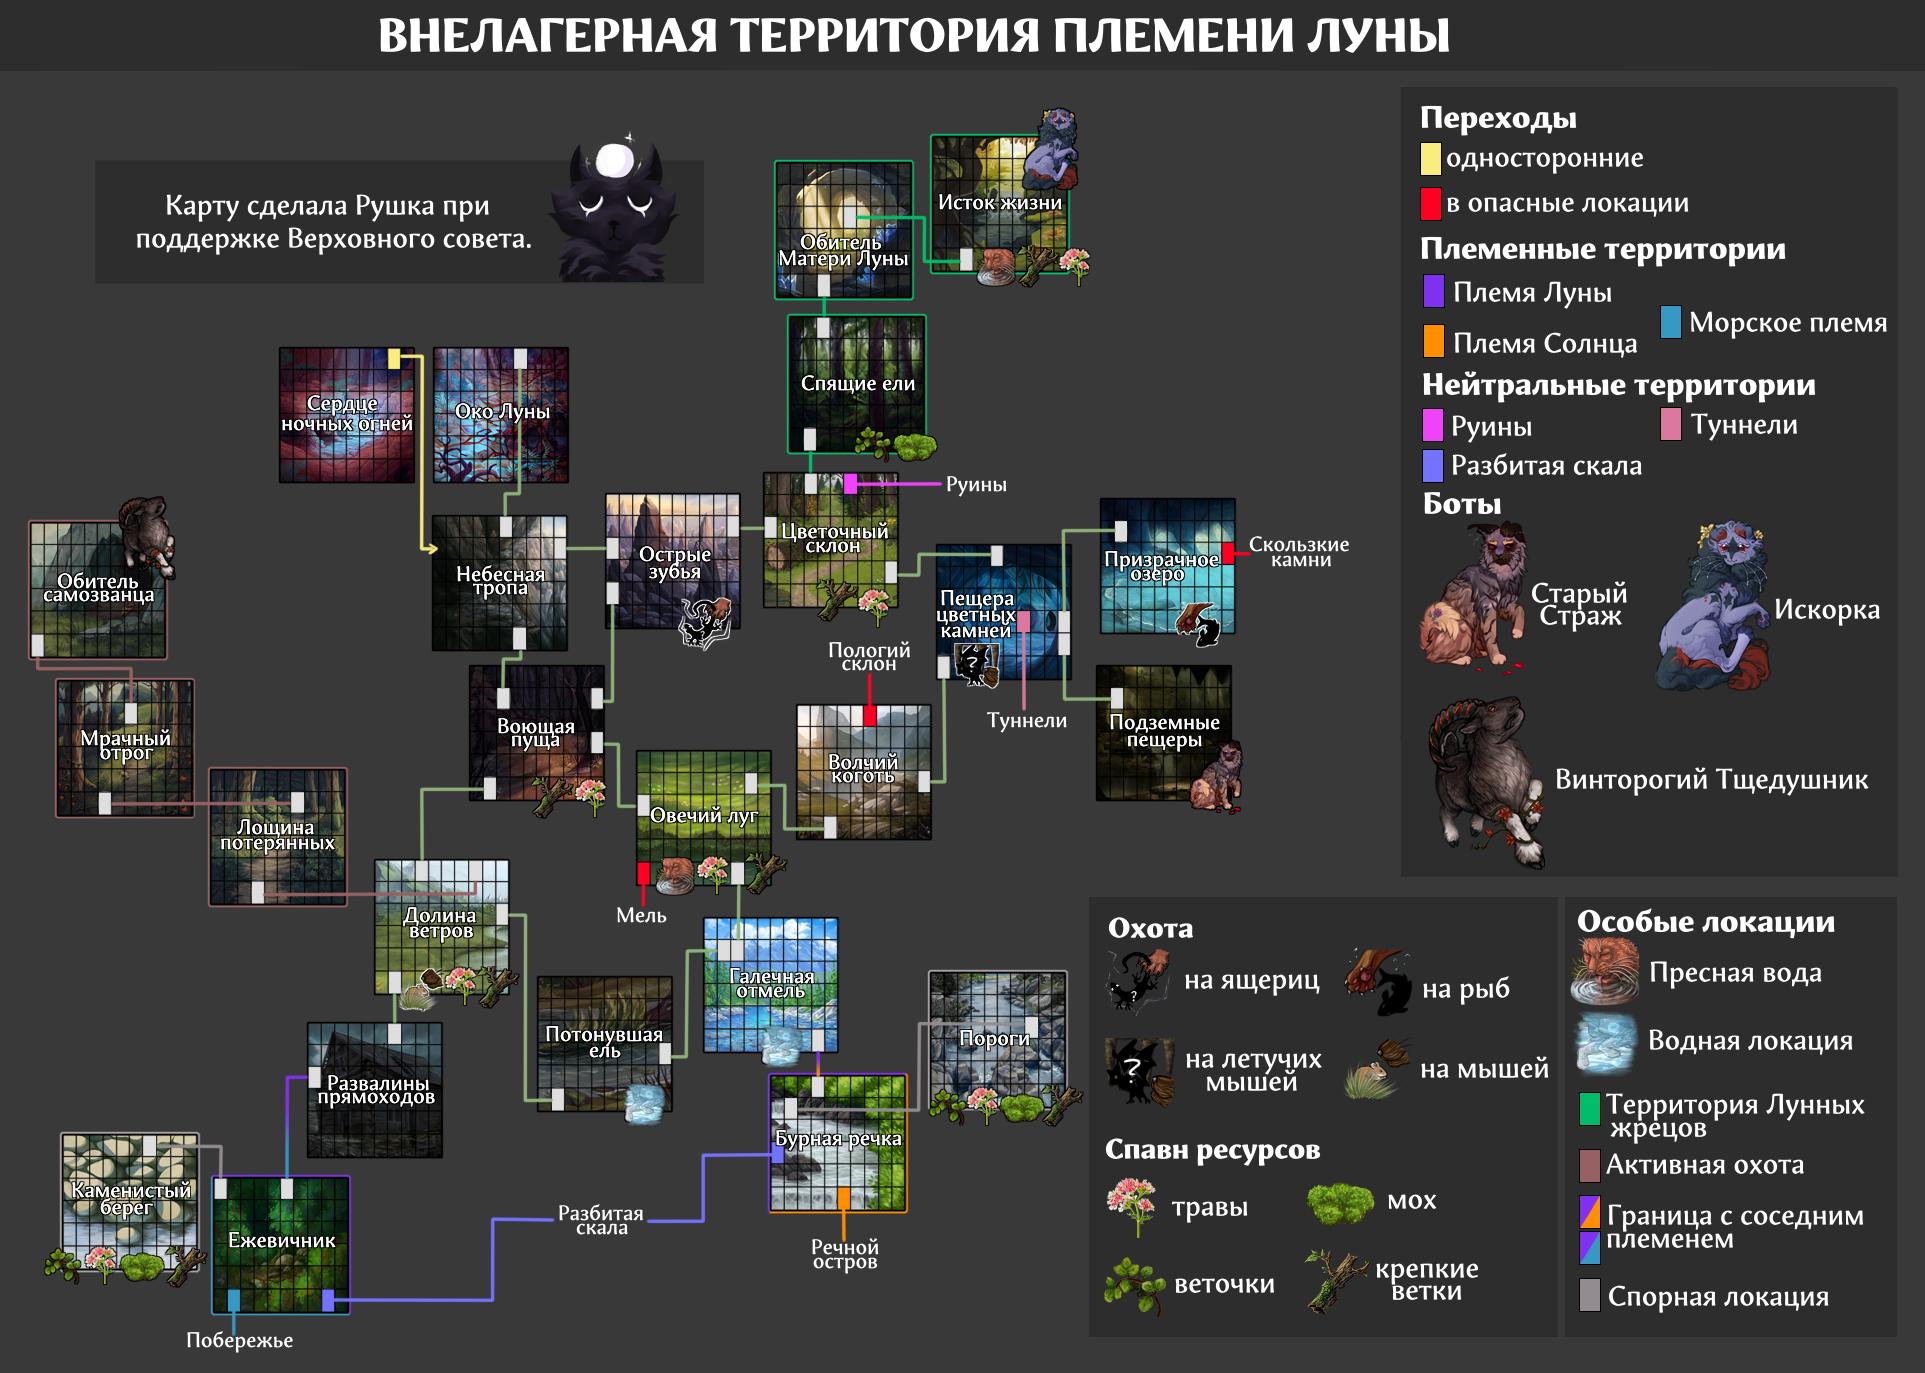 ВНЕЛАГЕРНАЯ ТЕРРИТОРИЯ ПЛЕМЕНИ ЛУНЫ
Карту сделала Рушка при
поддержке Верховного совета.
Исток жизни
Обитель
Матери Луны
Спящие ели
Сердце
ночных огней
Око Луны
Руины
Цветочный
склон
Острые
зубья
Небесная
тропа
Обитель
самозванца
Пещера
цветных
камней
Призрачное
озеро
Скользкие
камни
Пологий
склон
Туннели
Подземные
пещеры
Мрачный
отрог
Воющая
пуща
Волчий
коготь
Овечий луг
Лощина
потерянных
Мель
Долина
ветров
Галечная
отмель
Потонувшая
ель
Пороги
Развалины
прямоходов
Бурная речка
Каменистый
берег
Ежевичник
Разбитая
скала
Речной
остров
Побережье
Переходы
односторонние
в опасные локации
Племенные территории
Племя Луны
Морское племя
Племя Солнца
Нейтральные территории
Руины
Туннели
Разбитая скала
Боты
Старый
Страж
Искорка
Винторогий Тщедушник
Охота
на ящериц
на рыб
на летучих
мышей
на мышей
Спавн ресурсов
травы
мох
веточки
крепкие
ветки
Особые локации
Пресная вода
Водная локация
Территория Лунных
жрецов
Активная охота
Граница с соседним
племенем
Спорная локация